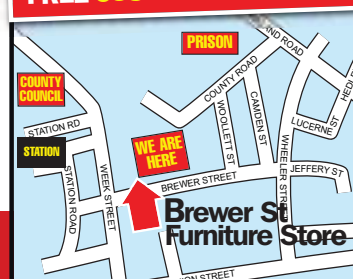 PRISON
COUNTY
COUNCIL
STATION RD
STATION
STATION ROAD
WEEK STREET
WE ARE
HERE
BREWER STREET
COUNTY ROAD
WOOLLETT ST
CAMDEN ST
WHEELER STREET
LUCERNE ST
JEFFERY ST
Brewer St
Furniture Store